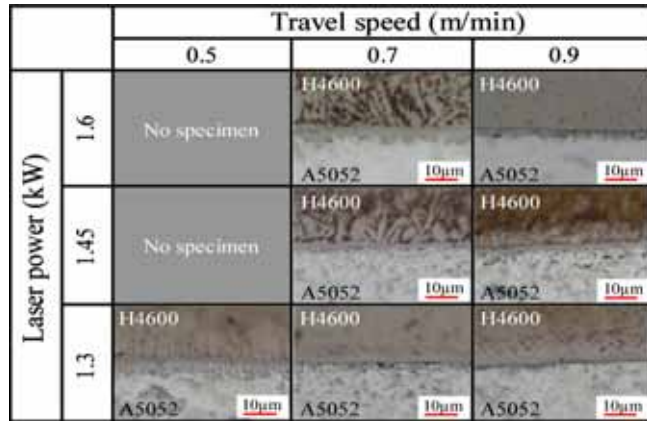 Travel speed (m/min)
0.5 0.7 0.9
Laser power (kW)
1.6
No specimen
H4600
A5052
10μm
H4600
A5052
10μm
1.45
No specimen
H4600
A5052
10μm
H4600
A5052
10μm
1.3
H4600
A5052
10μm
H4600
A5052
10μm
H4600
A5052
10μm